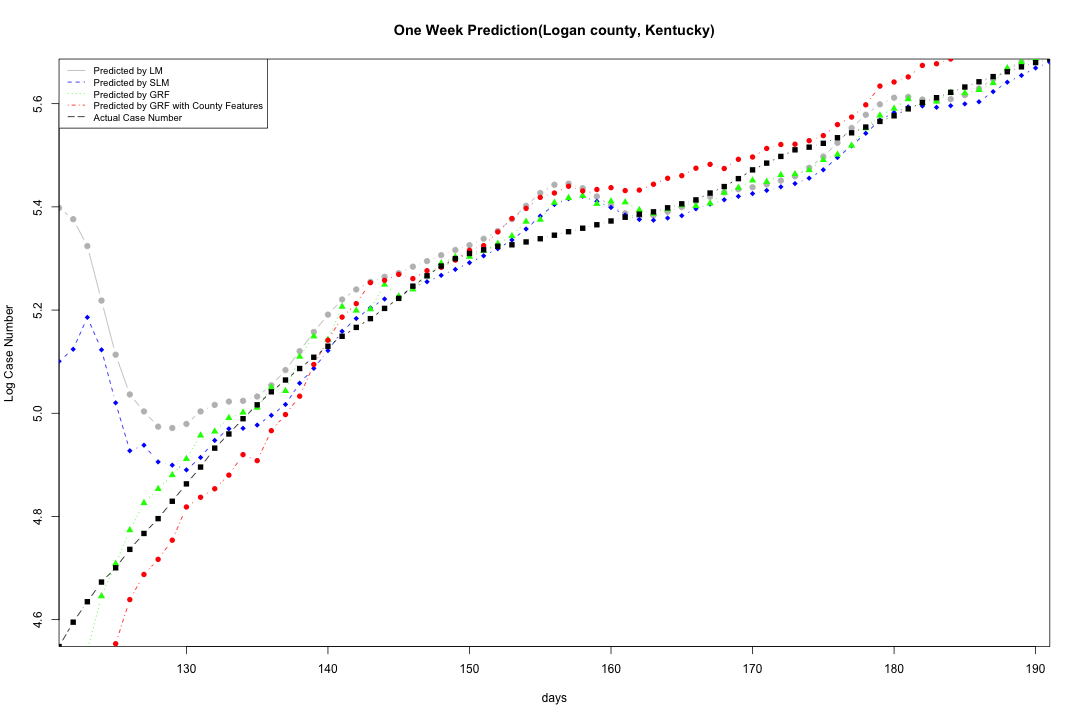 One Week Prediction(Logan county, Kentucky)
Predicted by LM
Predicted by SLM
Predicted by GRF
Predicted by GRF with County Features
Actual Case Number
Log Case Number
5.6
5.4
5.2
5.0
4.8
4.6
130 140 150 160 170 180 190
days